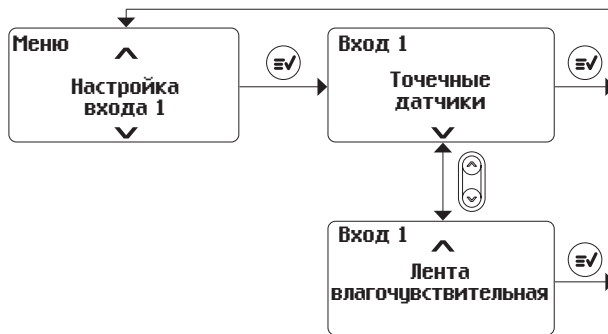 Меню
Настройка
входа 1
Вход 1
Точечные
датчики
Вход 1
Лента
влагочувствительная